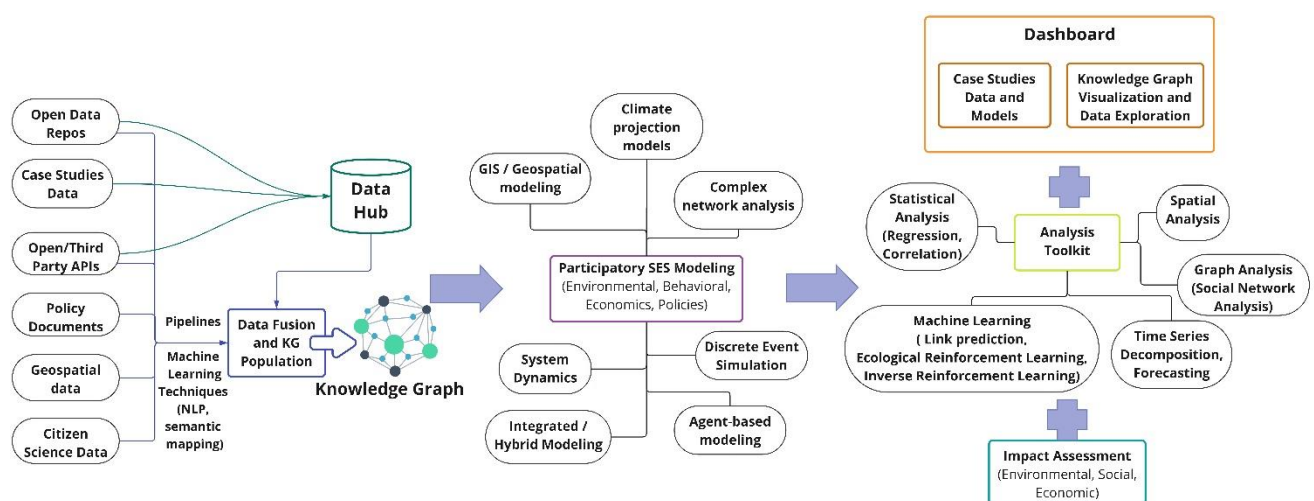 Open Data
Repos
Case Studies
Data
Open/Third
Party APIs
Policy
Documents
Geospatial
data
Citizen
Science Data
Data
Hub
Pipelines
Machine
Learning
Techniques
(NLP,
semantic
mapping)
Data Fusion
and KG
Population
Knowledge Graph
Climate
projection
models
GIS / Geospatial
modeling
Complex
network analysis
Participatory SES Modeling
(Environmental, Behavioral,
Economics, Policies)
System
Dynamics
Discrete Event
Simulation
Integrated /
Hybrid Modeling
Agent-based
modeling
Dashboard
Case Studies
Data and
Models
Knowledge Graph
Visualization and
Data Exploration
Statistical
Analysis
(Regression,
Correlation)
Analysis
Toolkit
Spatial
Analysis
Graph Analysis
(Social Network
Analysis)
Machine Learning
( Link prediction,
Ecological Reinforcement Learning,
Inverse Reinforcement Learning)
Time Series
Decomposition,
Forecasting
Impact Assessment
(Environmental, Social,
Economic)